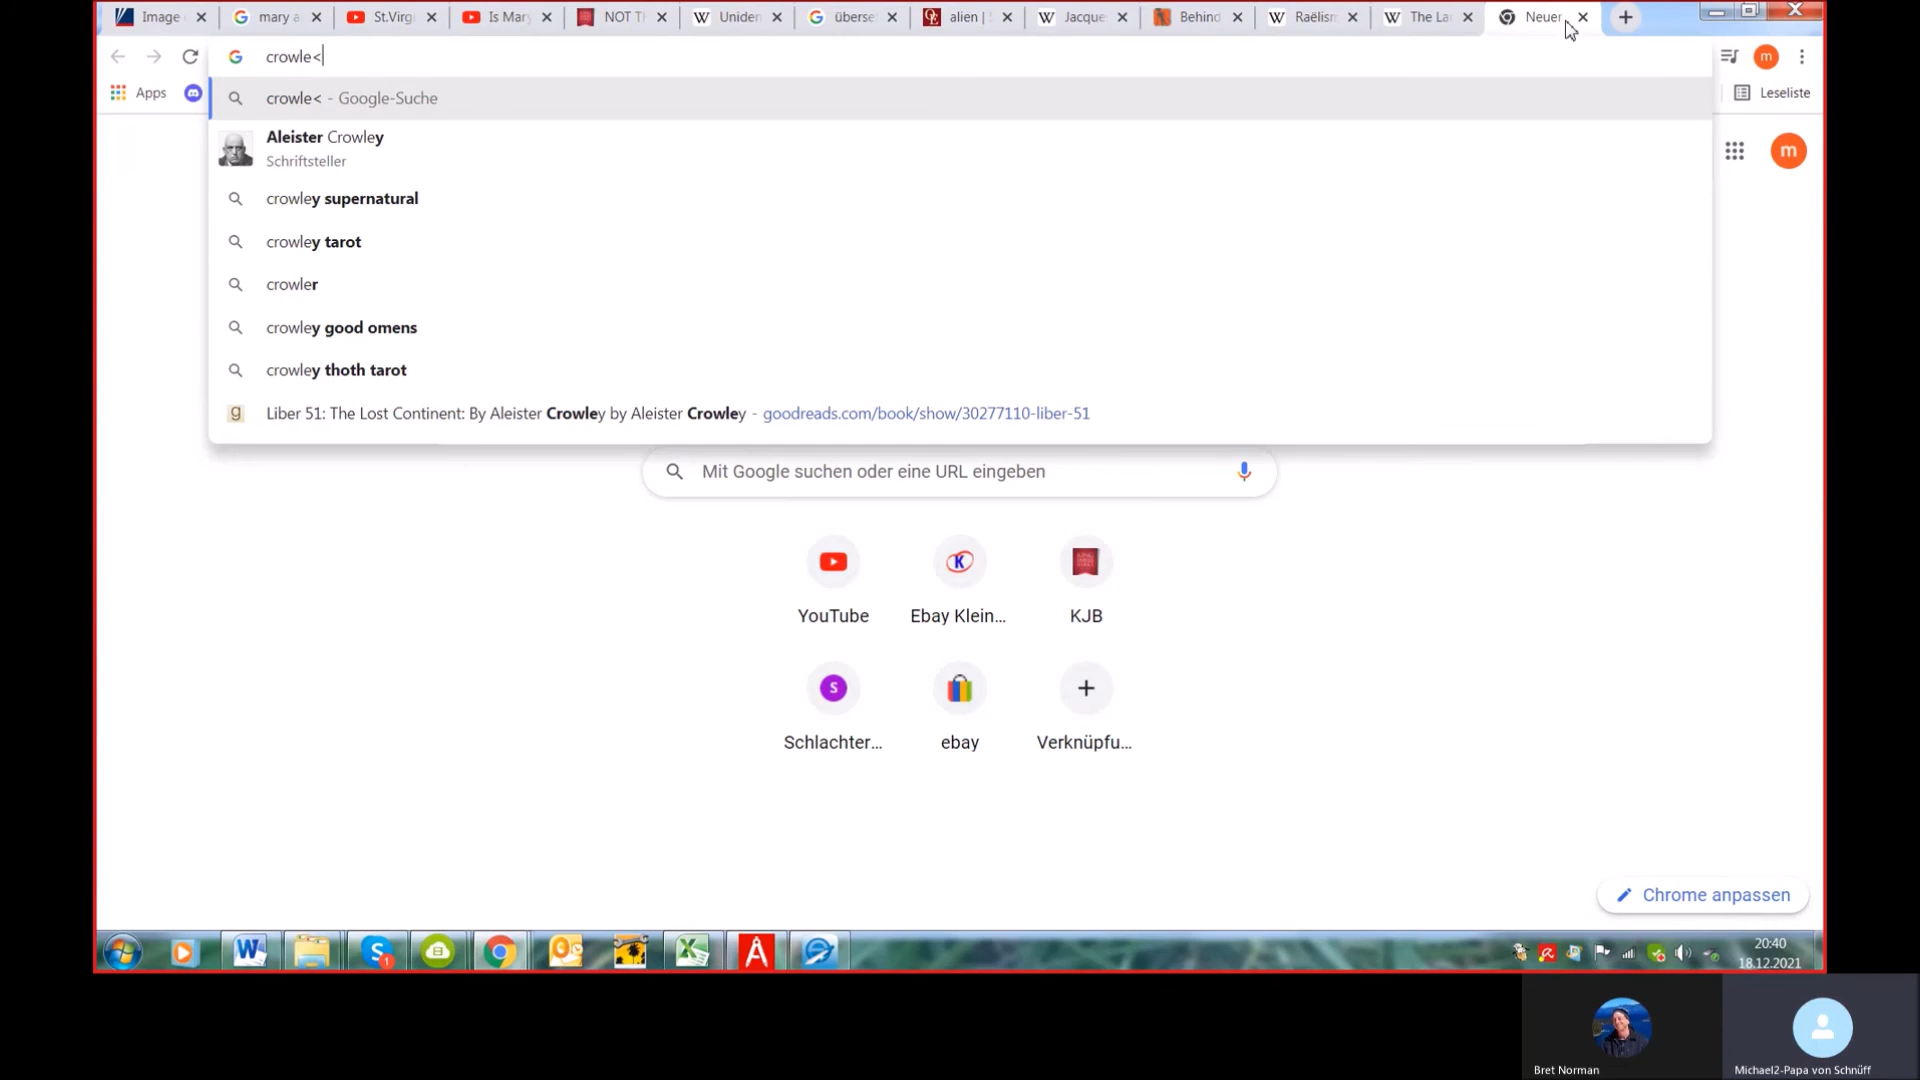 Image
mary a
St.Virg
Is Mary
NOT T
Uniden
überse
alien |
Jacque
Behind
Raëlism
The La
Neuer
crowle<
m
Apps
Leseliste
crowle< - Google-Suche
Aleister Crowley
Schriftsteller
m
crowley supernatural
crowley tarot
crowler
crowley good omens
crowley thoth tarot
g Liber 51: The Lost Continent: By Aleister Crowley by Aleister Crowley - goodreads.com/book/show/30277110-liber-51
Mit Google suchen oder eine URL eingeben
K
YouTube
Ebay Klein...
KJB
S
Schlachter...
ebay
Verknüpfu...
Chrome anpassen
20:40
18.12.2021
Bret Norman
Michael2-Papa von Schnüff